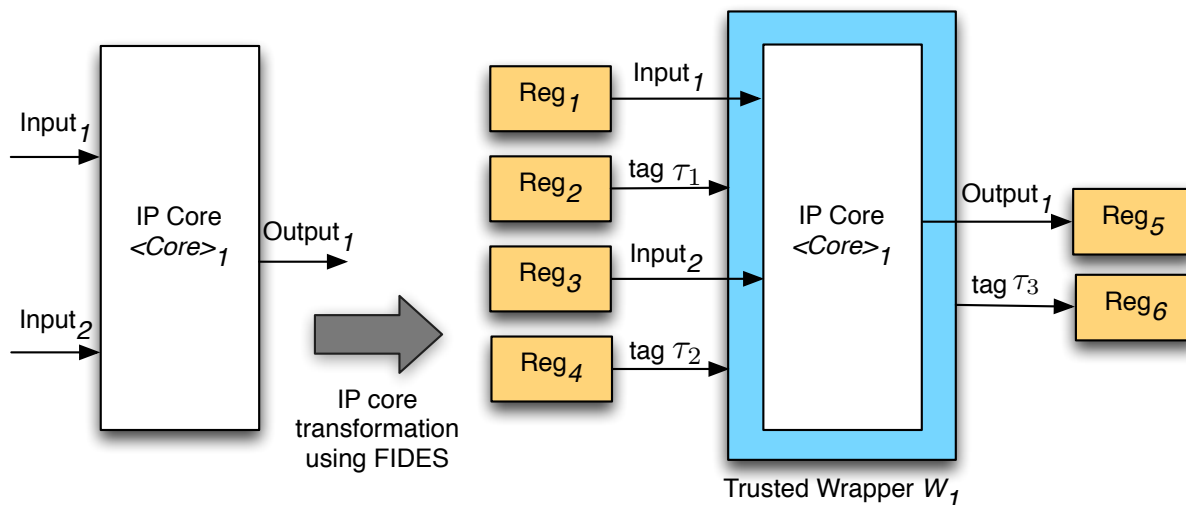 Input1
Input2
IP Core
<Core>1
Output1
IP core
transformation
using FIDES
Reg1
Input1
Reg2
tag τ1
Reg3
Input2
Reg4
tag τ2
IP Core
<Core>1
Output1
Reg5
tag τ3
Reg6
Trusted Wrapper W1